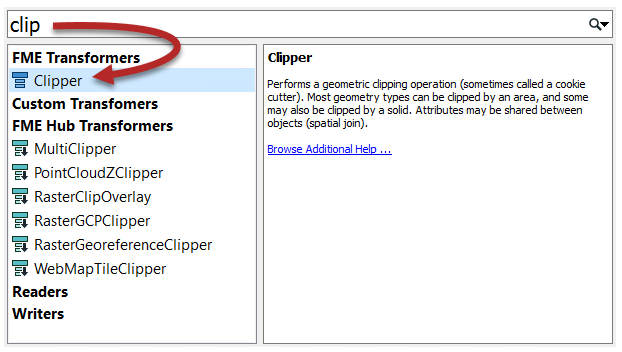 clip
FME Transformers
Clipper
Custom Transfomers
FME Hub Transformers
MultiClipper
PointCloudZClipper
RasterClipOverlay
RasterGCPClipper
RasterGeoreferenceClipper
WebMapTileClipper
Readers
Writers
Clipper
Performs a geometric clipping operation (sometimes called a cookie
cutter). Most geometry types can be clipped by an area, and some
may also be clipped by a solid. Attributes may be shared between
objects (spatial join).
Browse Additional Help ...